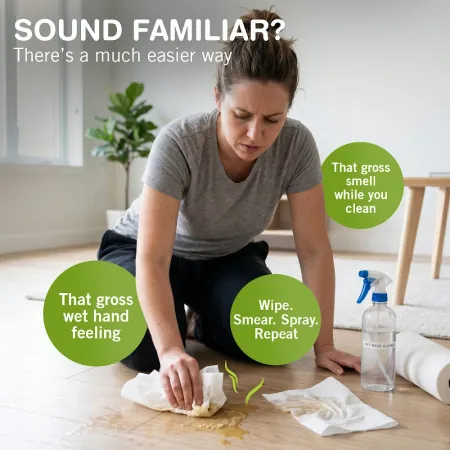 SOUND FAMILIAR?
There's a much easier way
That gross
smell
while you
clean
That gross
wet hand
feeling
Wipe.
Smear. Spray.
Repeat